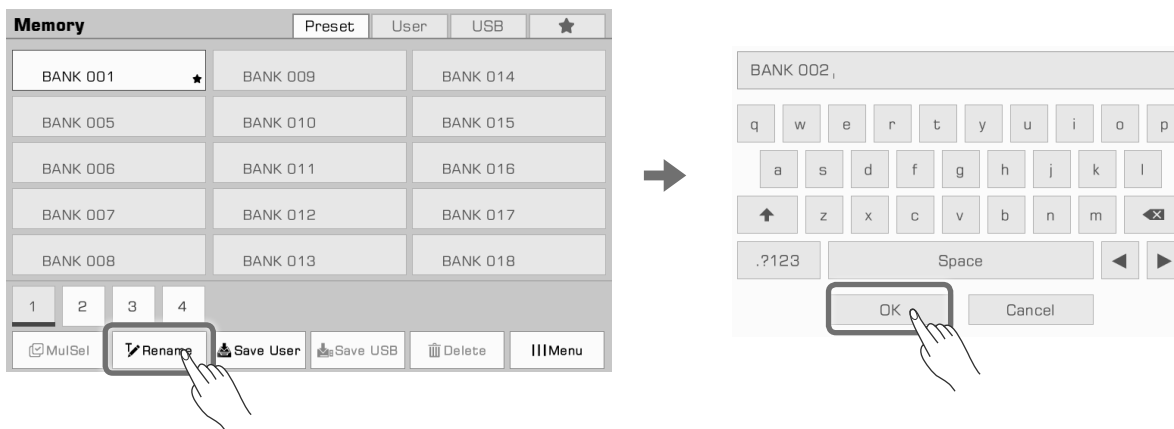 Memory Preset User USB
BANK 001 BANK 009 BANK 014
BANK 005 BANK 010 BANK 015
BANK 006 BANK 011 BANK 016
BANK 007 BANK 012 BANK 017
BANK 008 BANK 013 BANK 018
1 2 3 4
MulSel Rename Save User Save USB Delete Menu
BANK 002
q w e r t y u i o p
a s d f g h j k l
z x c v b n m
.?123 Space
OK Cancel